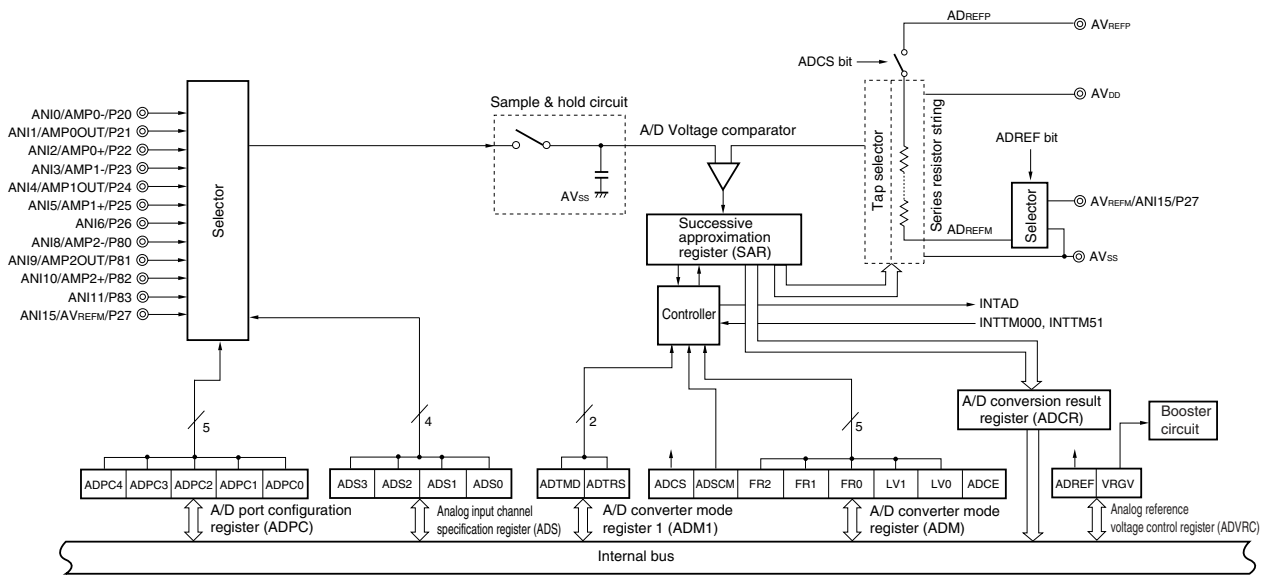 ADREFP
AVREFP
ADCS bit
AVDD
Sample & hold circuit
A/D Voltage comparator
ANI0/AMP0-/P20
ANI1/AMP0OUT/P21
ANI2/AMP0+/P22
ANI3/AMP1-/P23
ANI4/AMP1OUT/P24
ANI5/AMP1+/P25
ANI6/P26
ANI8/AMP2-/P80
ANI9/AMP2OUT/P81
ANI10/AMP2+/P82
ANI11/P83
ANI15/AVREFM/P27
Selector
AVSS
Tap selector
Series resistor string
ADREF bit
Selector
AVREFM/ANI15/P27
ADREFM
AVSS
Successive
approximation
register (SAR)
Controller
INTAD
INTTM000, INTTM51
A/D conversion result
register (ADCR)
Booster
circuit
5
4
2
5
ADPC4 ADPC3 ADPC2 ADPC1 ADPC0
ADS3 ADS2 ADS1 ADS0
ADTMD ADTRS
ADCS ADSCM FR2 FR1 FR0 LV1 LV0 ADCE
ADREF VRGV
A/D port configuration
register (ADPC)
Analog input channel
specification register (ADS)
A/D converter mode
register 1 (ADM1)
A/D converter mode
register (ADM)
Analog reference
voltage control register (ADVRC)
Internal bus